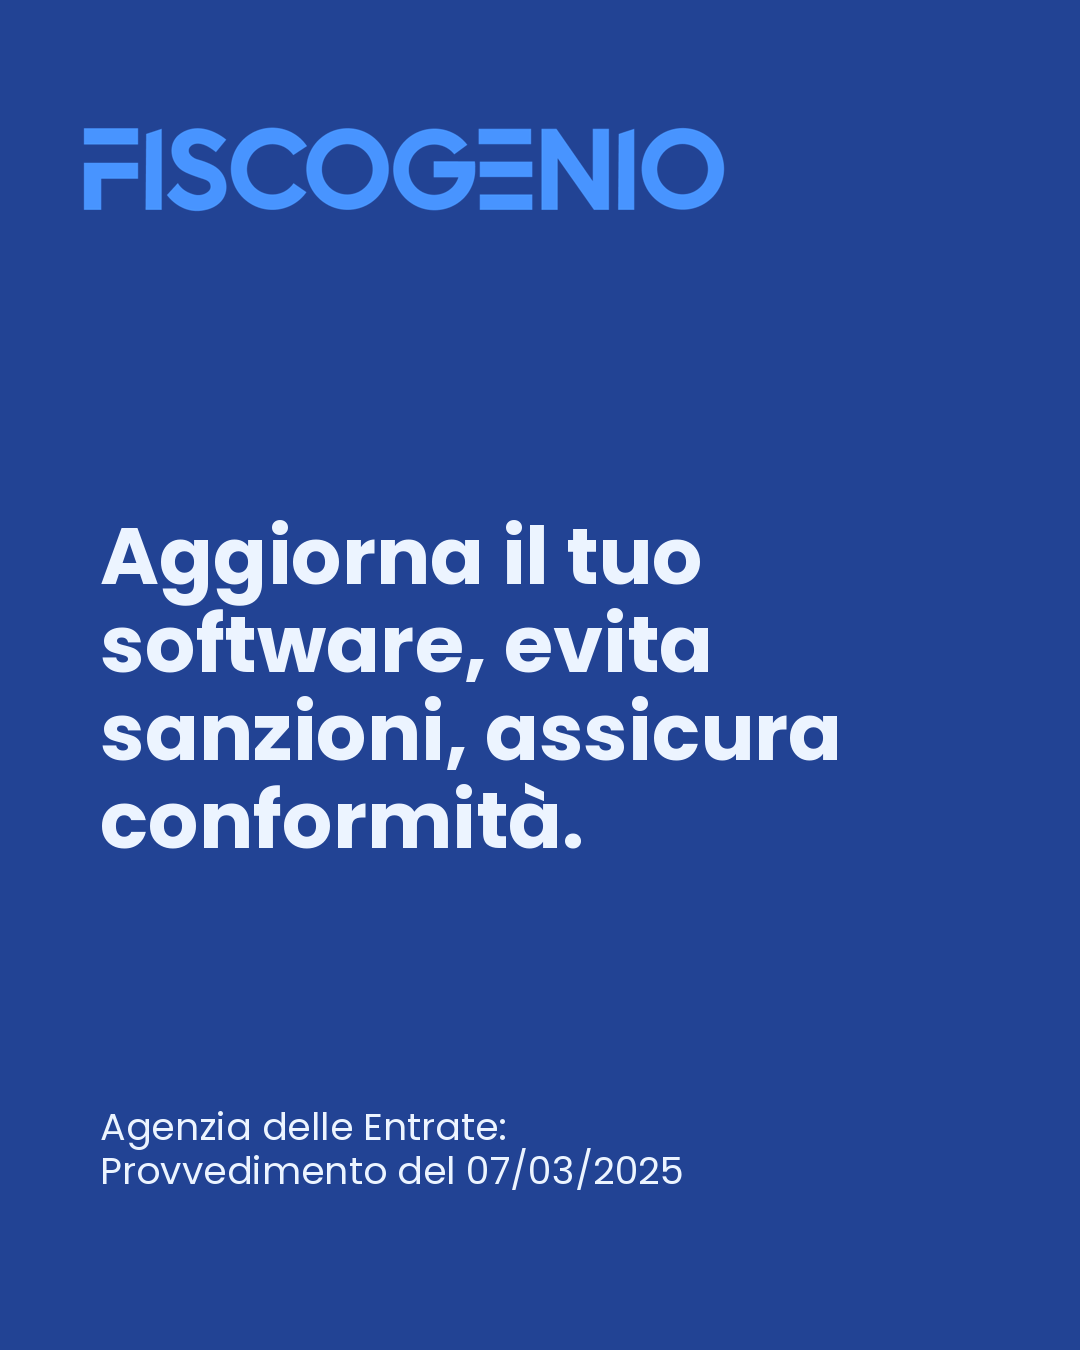 FISCOGENIO
Aggiorna il tuo
software, evita
sanzioni, assicura
conformità.
Agenzia delle Entrate:
Provvedimento del 07/03/2025